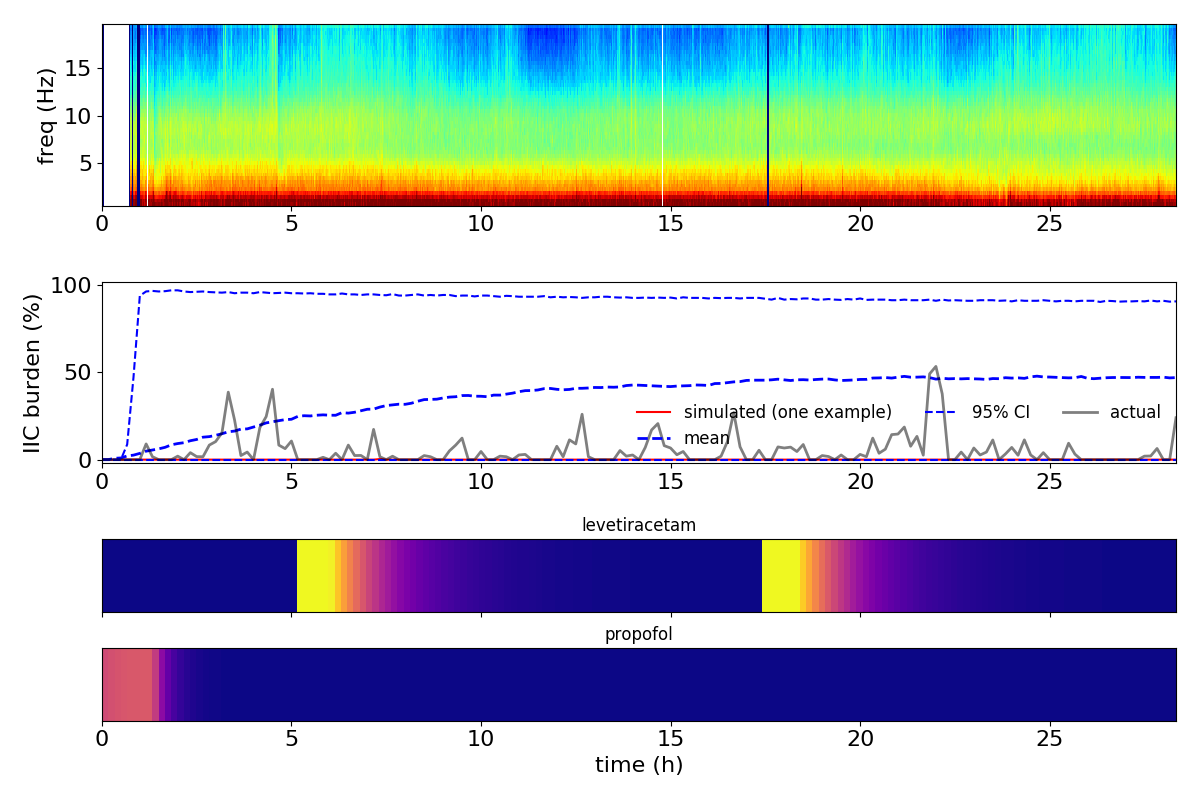 freq (Hz)
15
10
5
0 5 10 15 20 25
IIC burden (%)
100
50
0
simulated (one example) 95% CI actual
mean
0 5 10 15 20 25
levetiracetam
propofol
0 5 10 15 20 25
time (h)